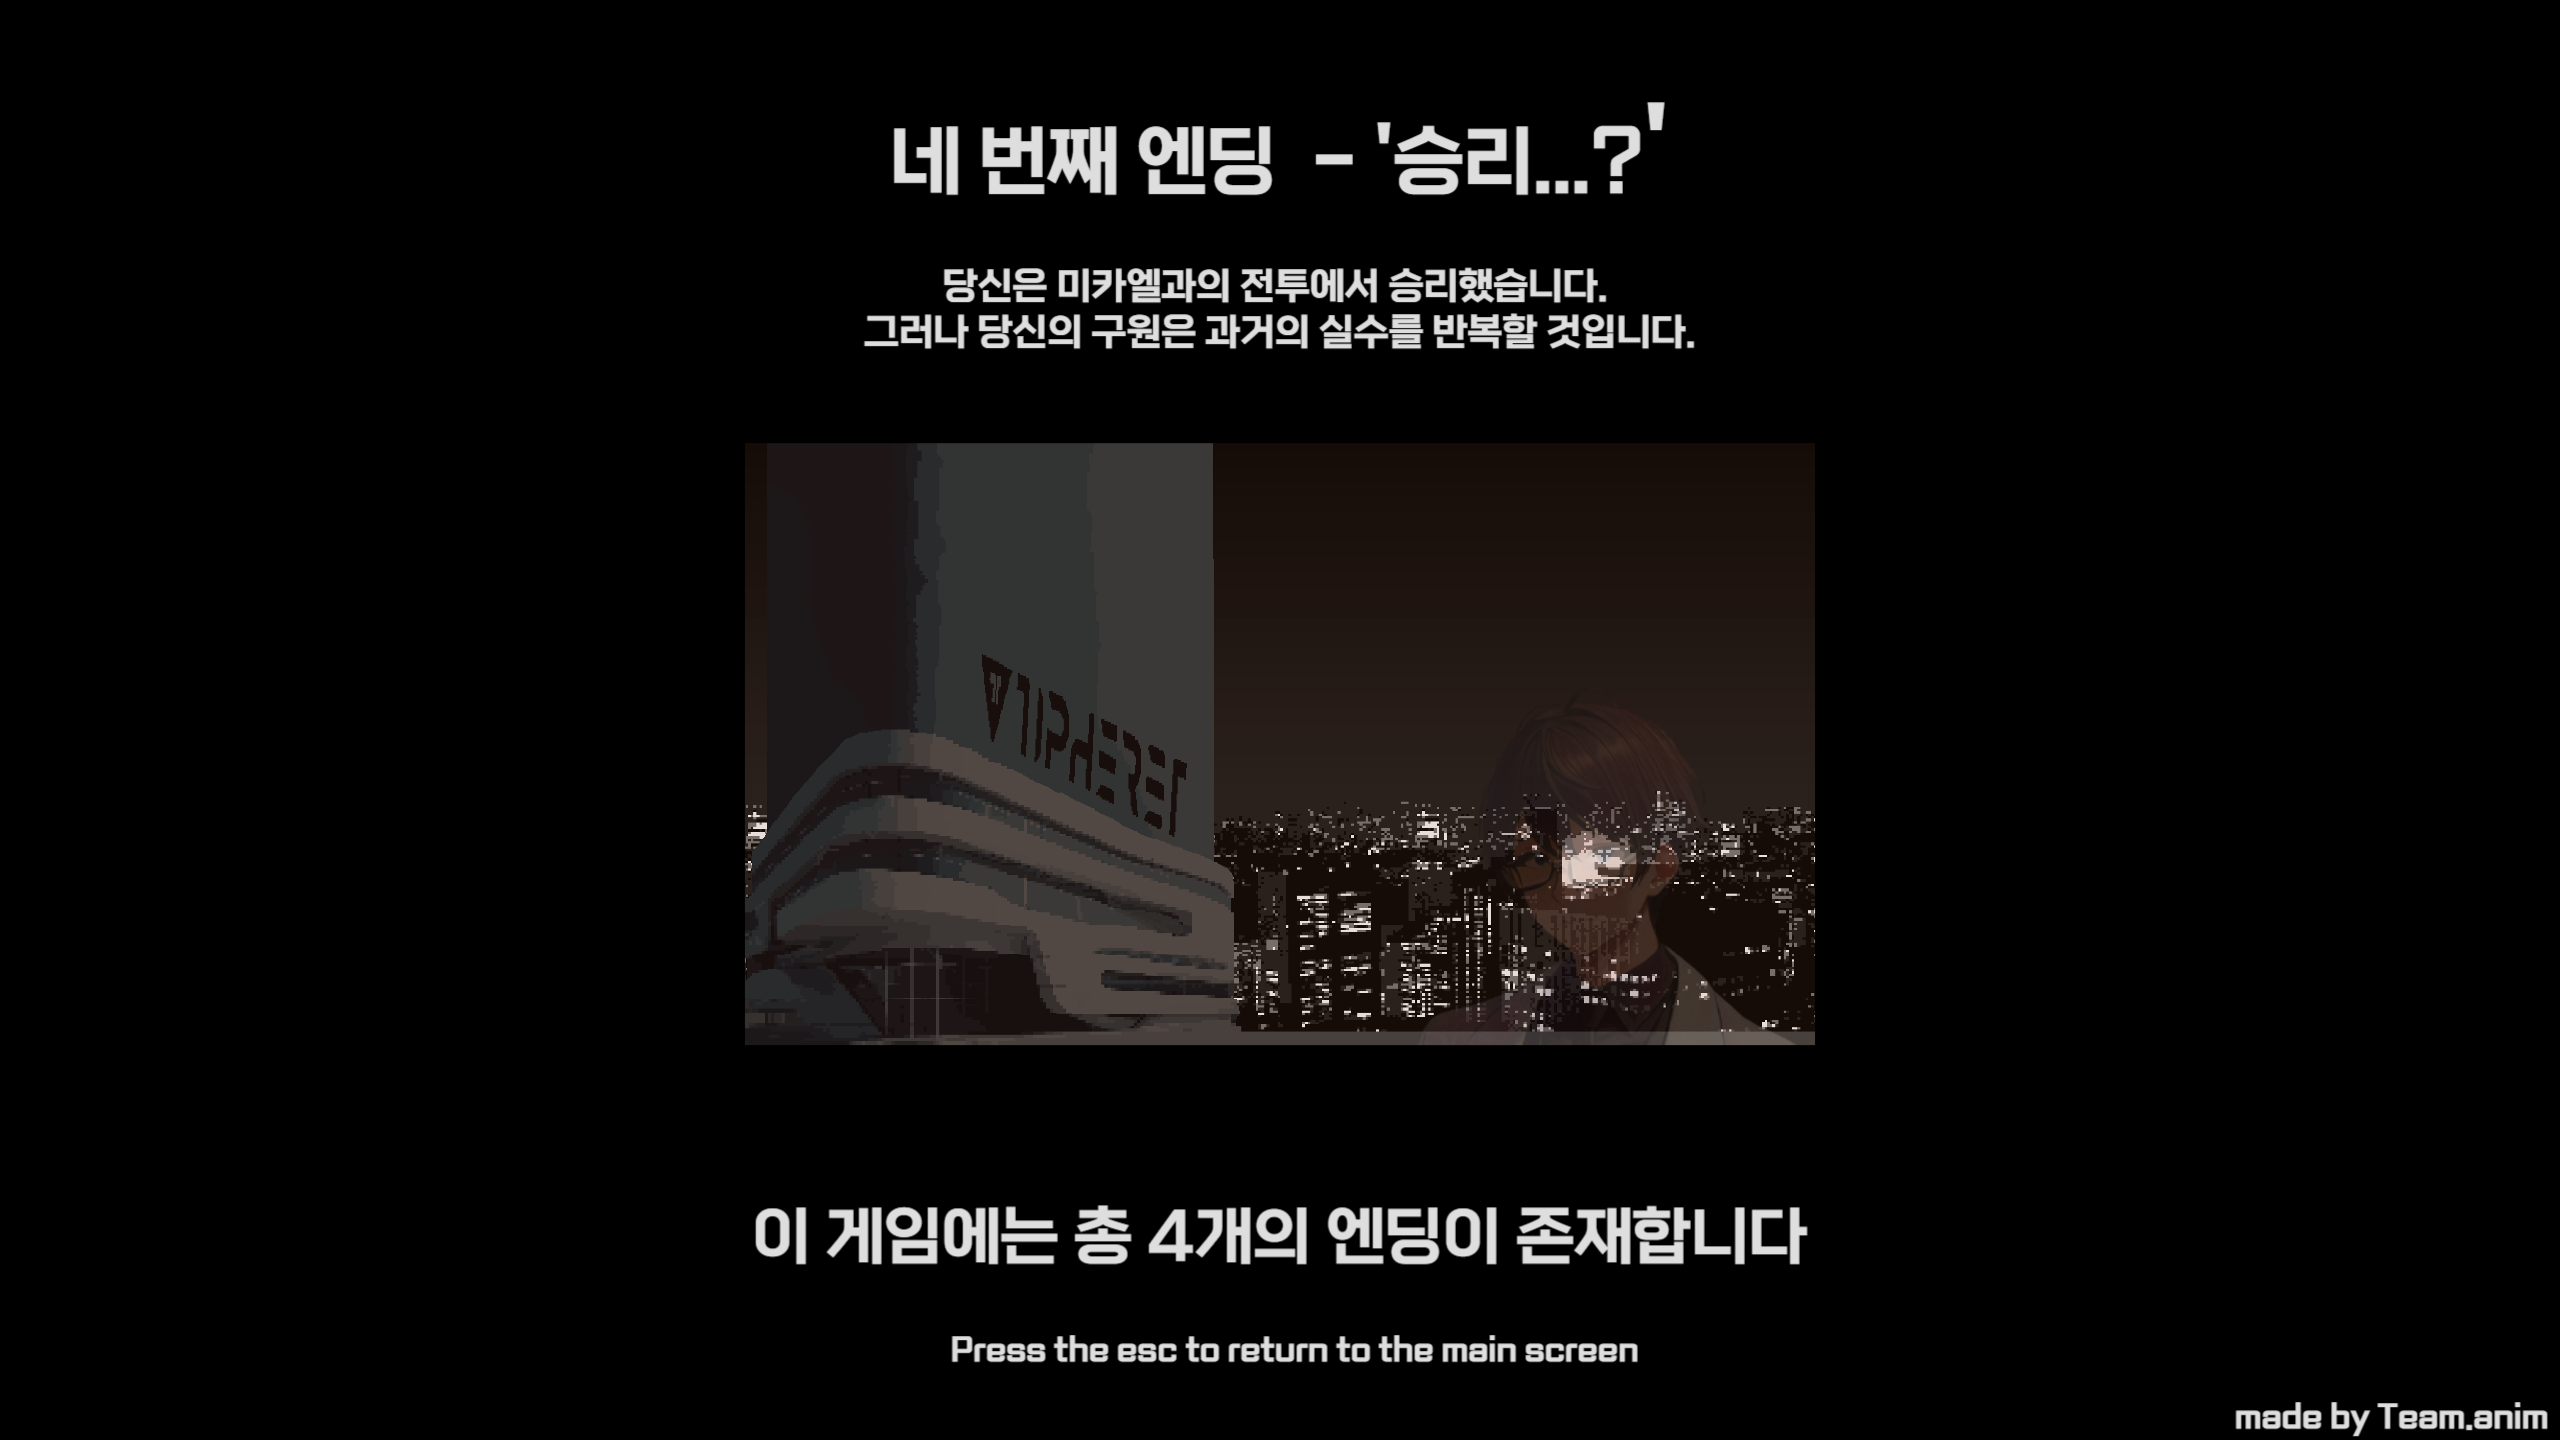 네 번째 엔딩 - '승리...?'
당신은 미카엘과의 전투에서 승리했습니다.
그러나 당신의 구원은 과거의 실수를 반복할 것입니다.
TIPHERET
이 게임에는 총 4개의 엔딩이 존재합니다
Press the esc to return to the main screen
made by Team.anim